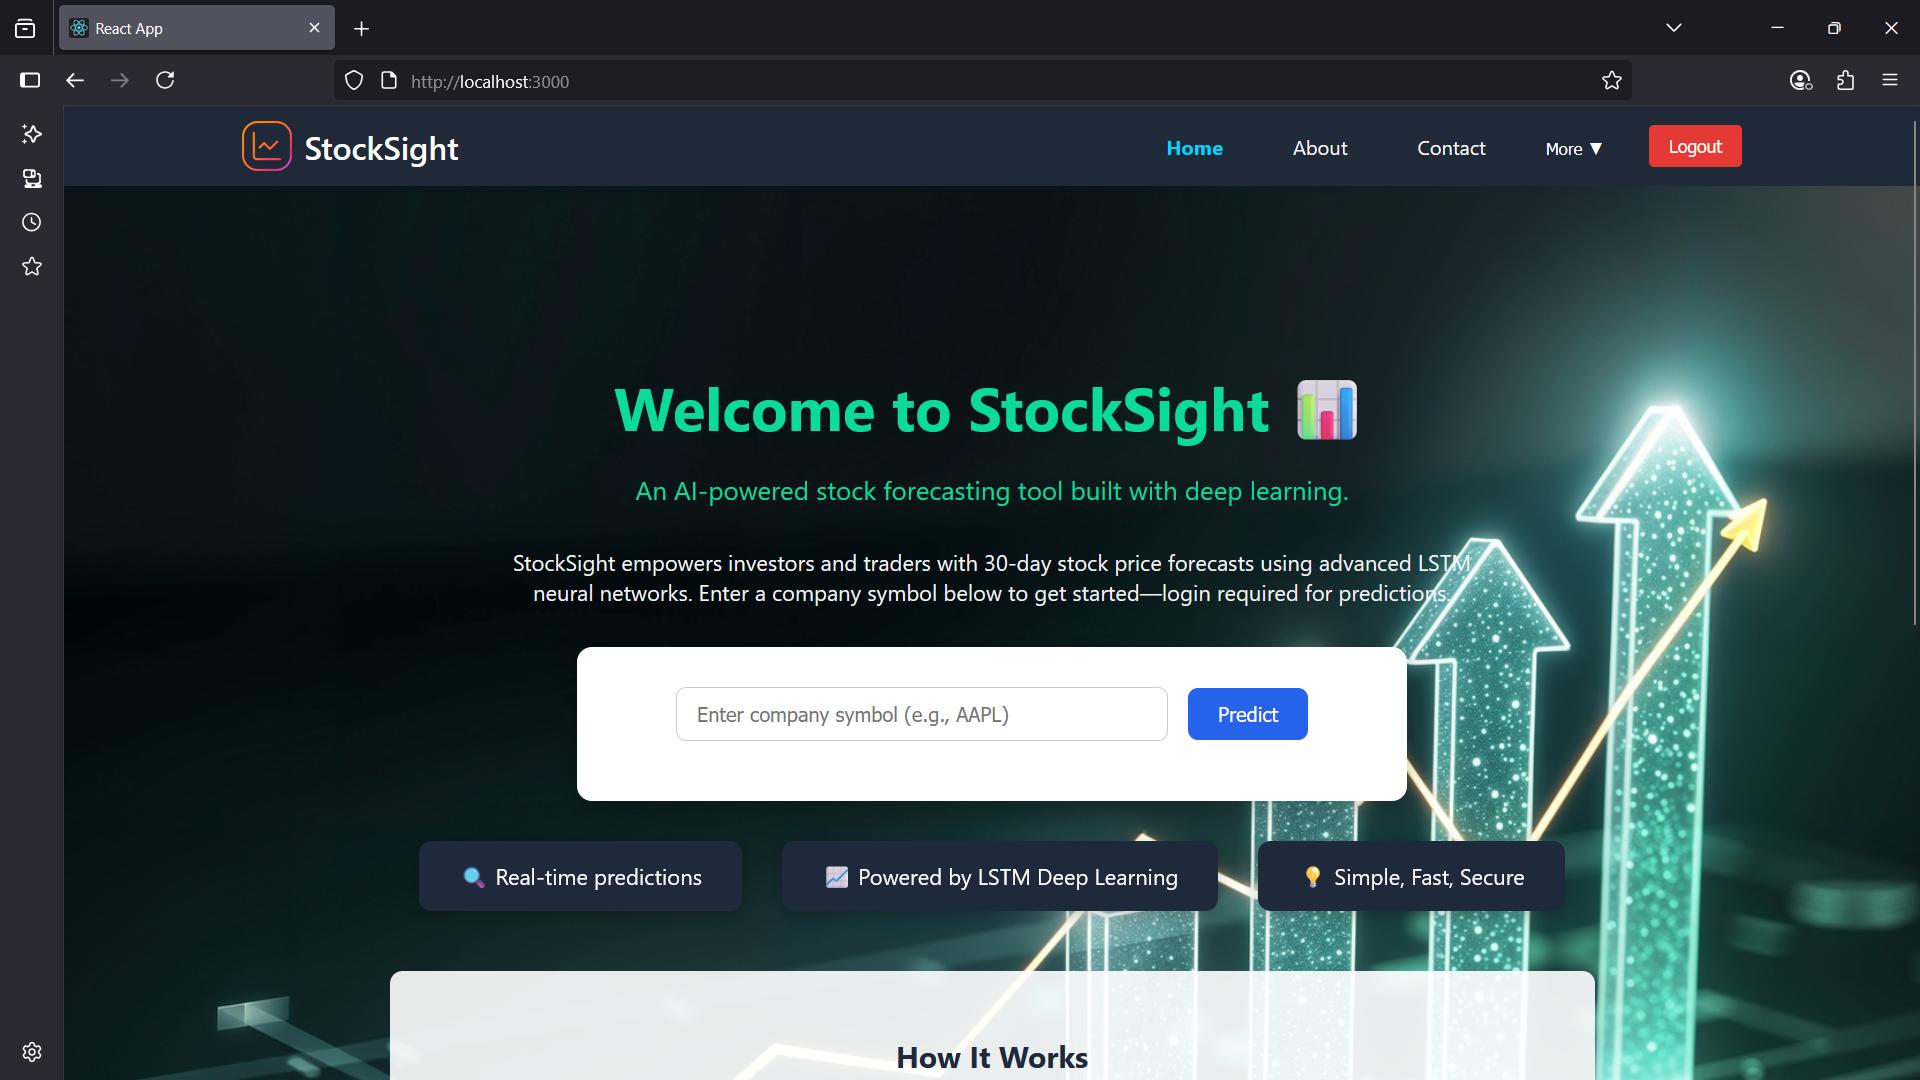 React App
http://localhost:3000
StockSight
Home
About
Contact
More ▼
Logout
Welcome to StockSight
An AI-powered stock forecasting tool built with deep learning.
StockSight empowers investors and traders with 30-day stock price forecasts using advanced LSTM
neural networks. Enter a company symbol below to get started—login required for predictions.
Enter company symbol (e.g., AAPL)
Predict
Real-time predictions
Powered by LSTM Deep Learning
Simple, Fast, Secure
How It Works